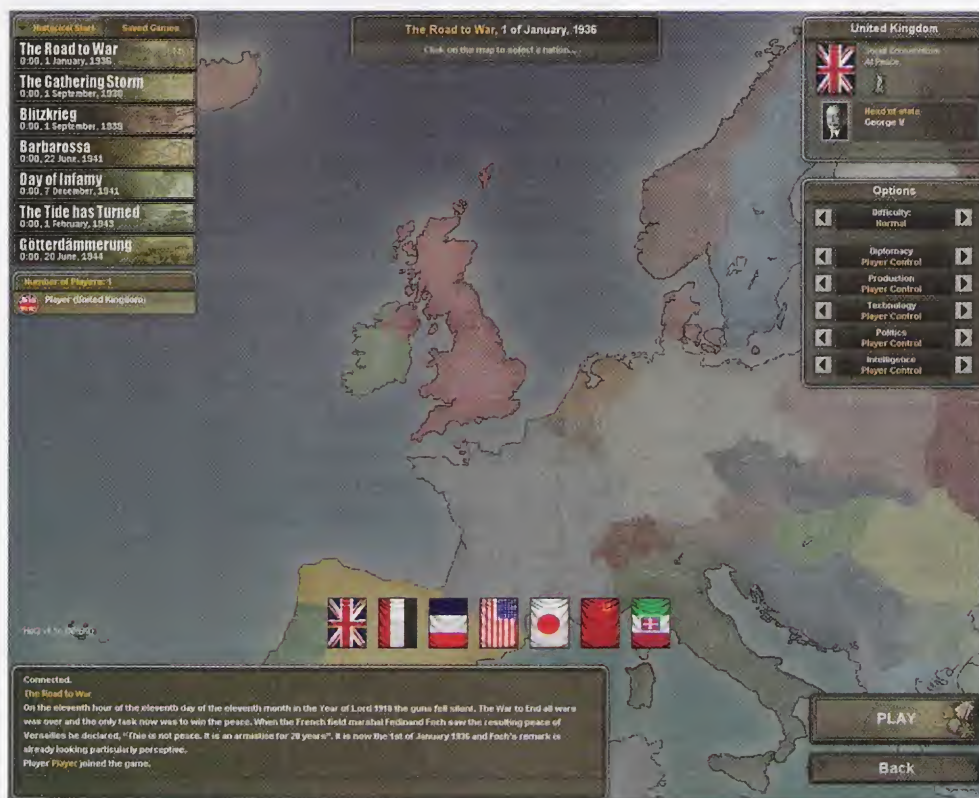 Historical Start Saved Games
The Road to War
0:00, 1 January, 1936
The Gathering Storm
0:00, 1 September, 1938
Blitzkrieg
0:00, 1 September, 1939
Barbarossa
0:00, 22 June, 1941
Day of Infamy
0:00, 7 December, 1941
The Tide has Turned
0:00, 1 February, 1943
Götterdämmerung
0:00, 20 June, 1944
Number of Players: 1
Player (United Kingdom)
The Road to War, 1 of January, 1936
Click on the map to select a nation...
United Kingdom
Social Conservative
At Peace
Head of state
George V
Options
Difficulty:
Normal
Diplomacy
Player Control
Production
Player Control
Technology
Player Control
Politics
Player Control
Intelligence
Player Control
Connected.
The Road to War
On the eleventh hour of the eleventh day of the eleventh month in the Year of Lord 1918 the guns fell silent. The War to End all wars
was over and the only task now was to win the peace. When the French field marshal Fedinand Foch saw the resulting peace of
Versailles he declared, "This is not peace. It is an armistice for 20 years". It is now the 1st of January 1936 and Foch's remark is
already looking particularly perceptive.
Player Player joined the game.
PLAY
Back